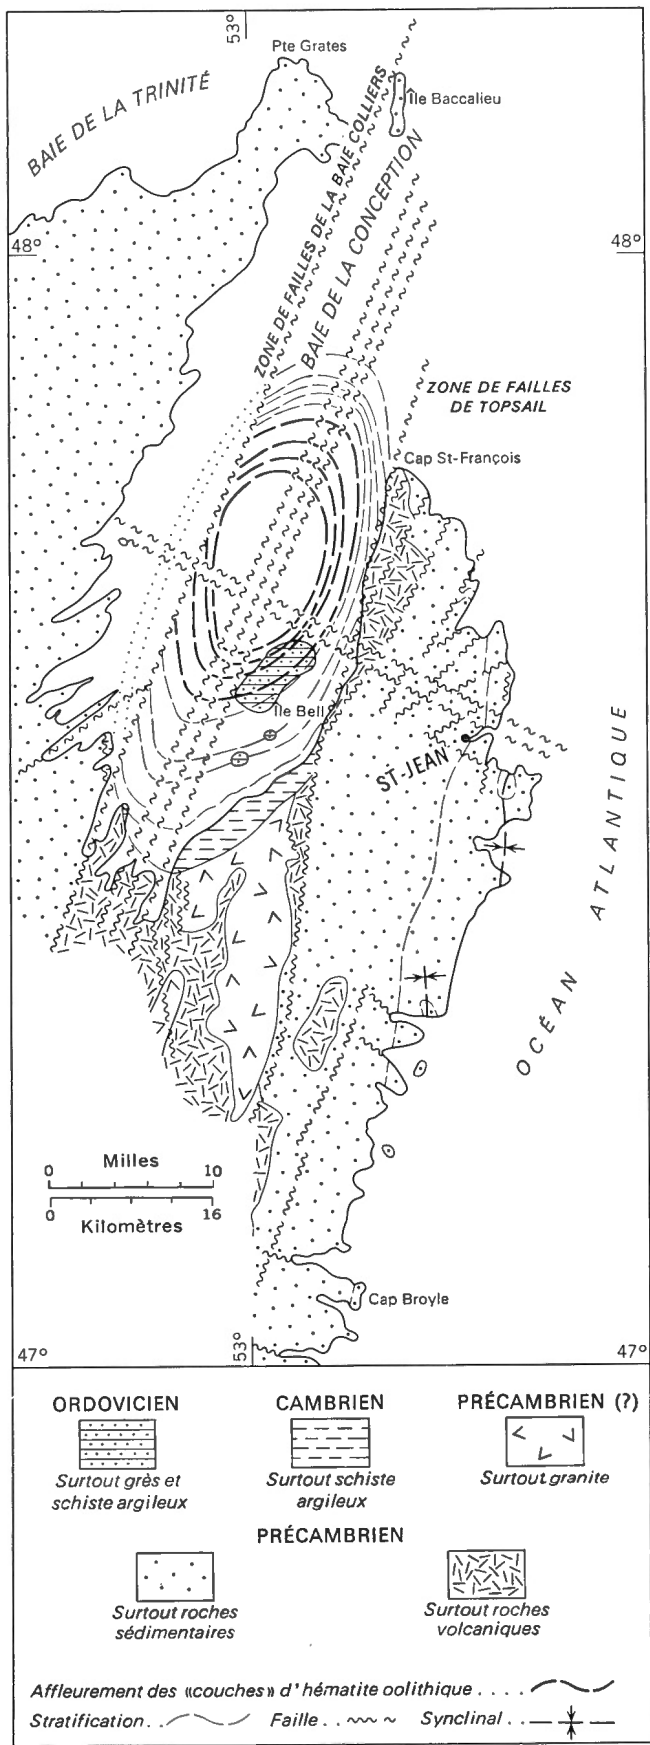 53°
Pte Grates
BAIE DE LA TRINITÉ
Île Baccalieu
ZONE DE FAILLES DE LA BAIE COLLIERS
BAIE DE LA CONCEPTION
48°
48°
ZONE DE FAILLES
DE TOPSAIL
Cap St-François
Île Bell
ST-JEAN
OCÉAN ATLANTIQUE
Milles
0 10
0 16
Kilomètres
Cap Broyle
47°
53°
47°
ORDOVICIEN
Surtout grès et
schiste argileux
CAMBRIEN
Surtout schiste
argileux
PRÉCAMBRIEN (?)
Surtout granite
PRÉCAMBRIEN
Surtout roches
sédimentaires
Surtout roches
volcaniques
Affleurement des «couches» d'hématite oolithique . . . .
Stratification . . Faille . . Synclinal . .